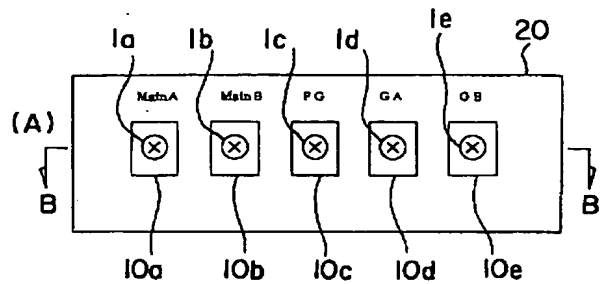 1a 1b 1c 1d 1e 20
MainA MainB PG GA GB
(A)
B B
10a 10b 10c 10d 10e